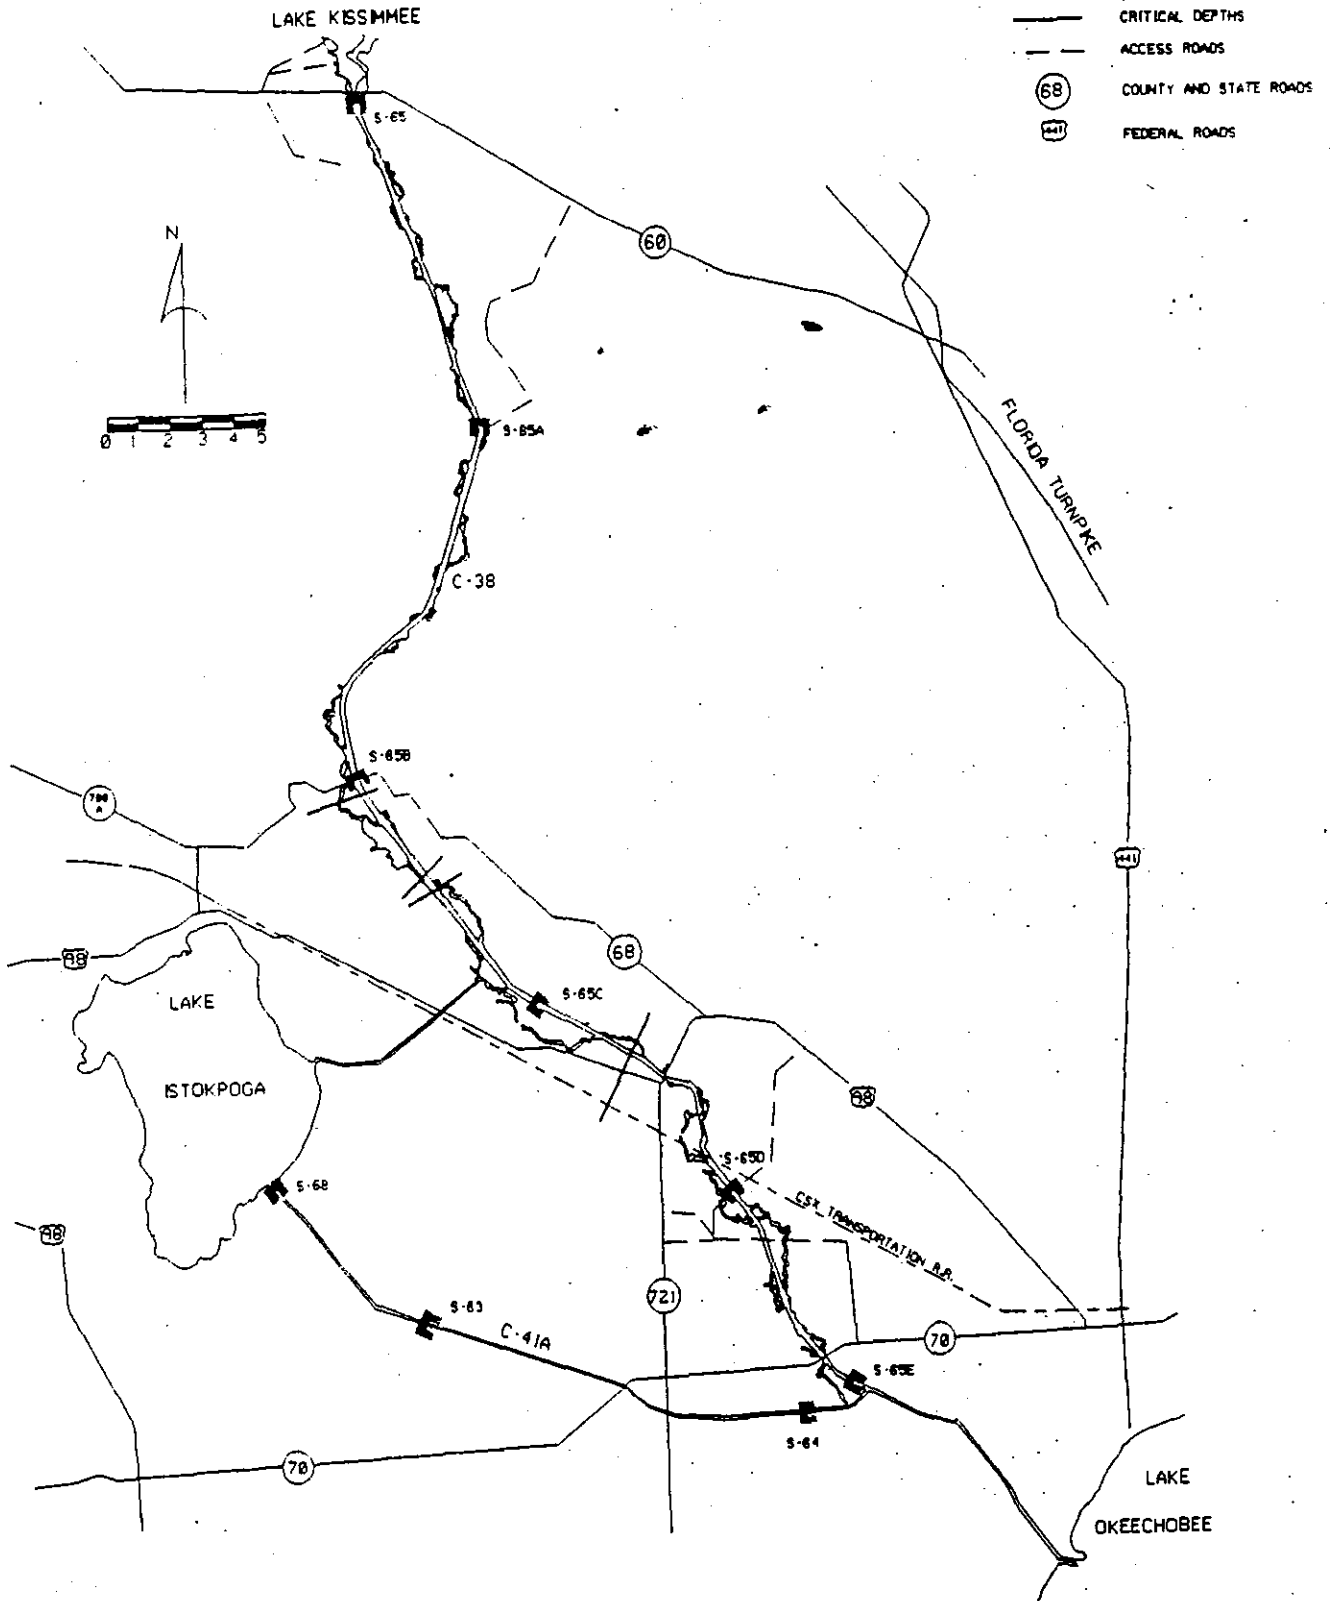 LAKE KISSIMMEE
CRITICAL DEPTHS
ACCESS ROADS
68 COUNTY AND STATE ROADS
441 FEDERAL ROADS
S-65
N
60
0 1 2 3 4 5
S-65A
FLORIDA TURNPIKE
C-38
S-65B
700 A
441
98
68
LAKE
ISTOKPOGA
S-65C
98
S-65D
S-68
CSX TRANSPORTATION R.R.
98
721
S-83
C-41A
70
S-65E
S-84
70
LAKE
OKEECHOBEE